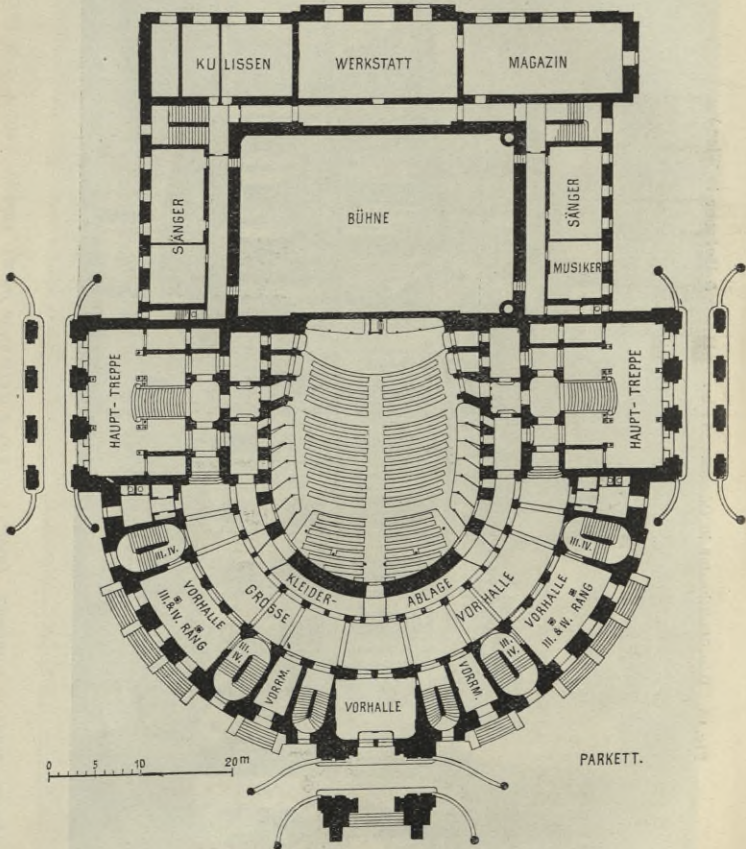 KULISSEN
WERKSTATT
MAGAZIN
SÄNGER
BÜHNE
SÄNGER
MUSIKER
HAUPT-TREPPE
HAUPT-TREPPE
III. IV.
III. IV.
VORHALLE
III. & IV. RANG
GROSSE
KLEIDER-
ABLAGE
VORHALLE
VORHALLE
III. & IV. RANG
III. IV.
III. IV.
VORRM.
VORHALLE
VORRM.
0 5 10 20 m
PARKETT.